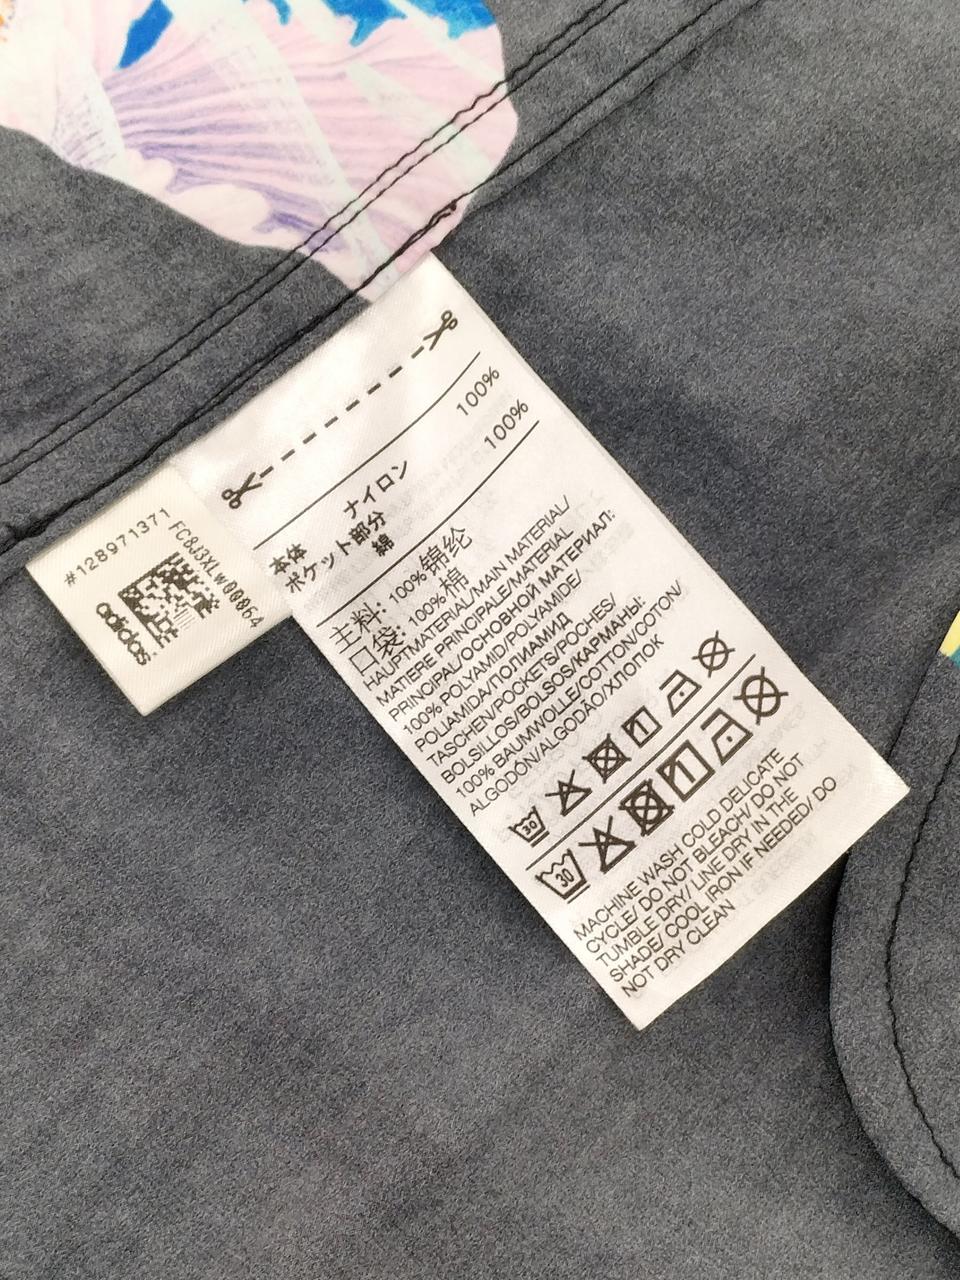 #128971371
adidas
本体 ナイロン 100%
ポケット部分
綿 100%
主料: 100%锦纶
口袋: 100%棉
HAUPTMATERIAL/MAIN MATERIAL/
MATIERE PRINCIPALE/MATERIAL
PRINCIPAL/ОСНОВНОЙ МАТЕРИАЛ:
100% POLYAMID/POLYAMIDE/
POLIAMIDA/ПОЛИАМИД
TASCHEN/POCKETS/POCHES/
BOLSILLOS/BOLSOS/КАРМАНЫ:
100% BAUMWOLLE/COTTON/COTON/
ALGODÓN/ALGODÃO/ХЛОПОК
30
30
MACHINE WASH COLD DELICATE
CYCLE/ DO NOT BLEACH/ DO NOT
TUMBLE DRY/ LINE DRY IN THE
SHADE/ COOL IRON IF NEEDED/ DO
NOT DRY CLEAN